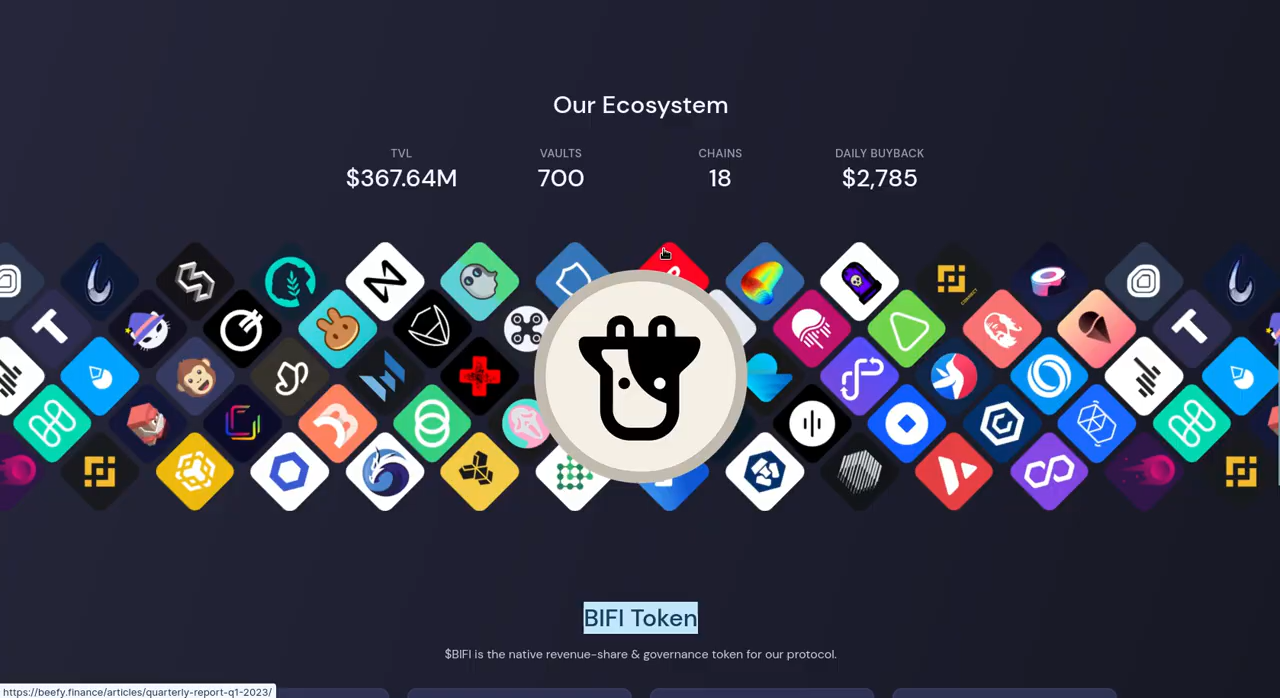 Our Ecosystem
TVL
$367.64M
VAULTS
700
CHAINS
18
DAILY BUYBACK
$2,785
BIFI Token
$BIFI is the native revenue-share & governance token for our protocol.
https://beefy.finance/articles/quarterly-report-q1-2023/